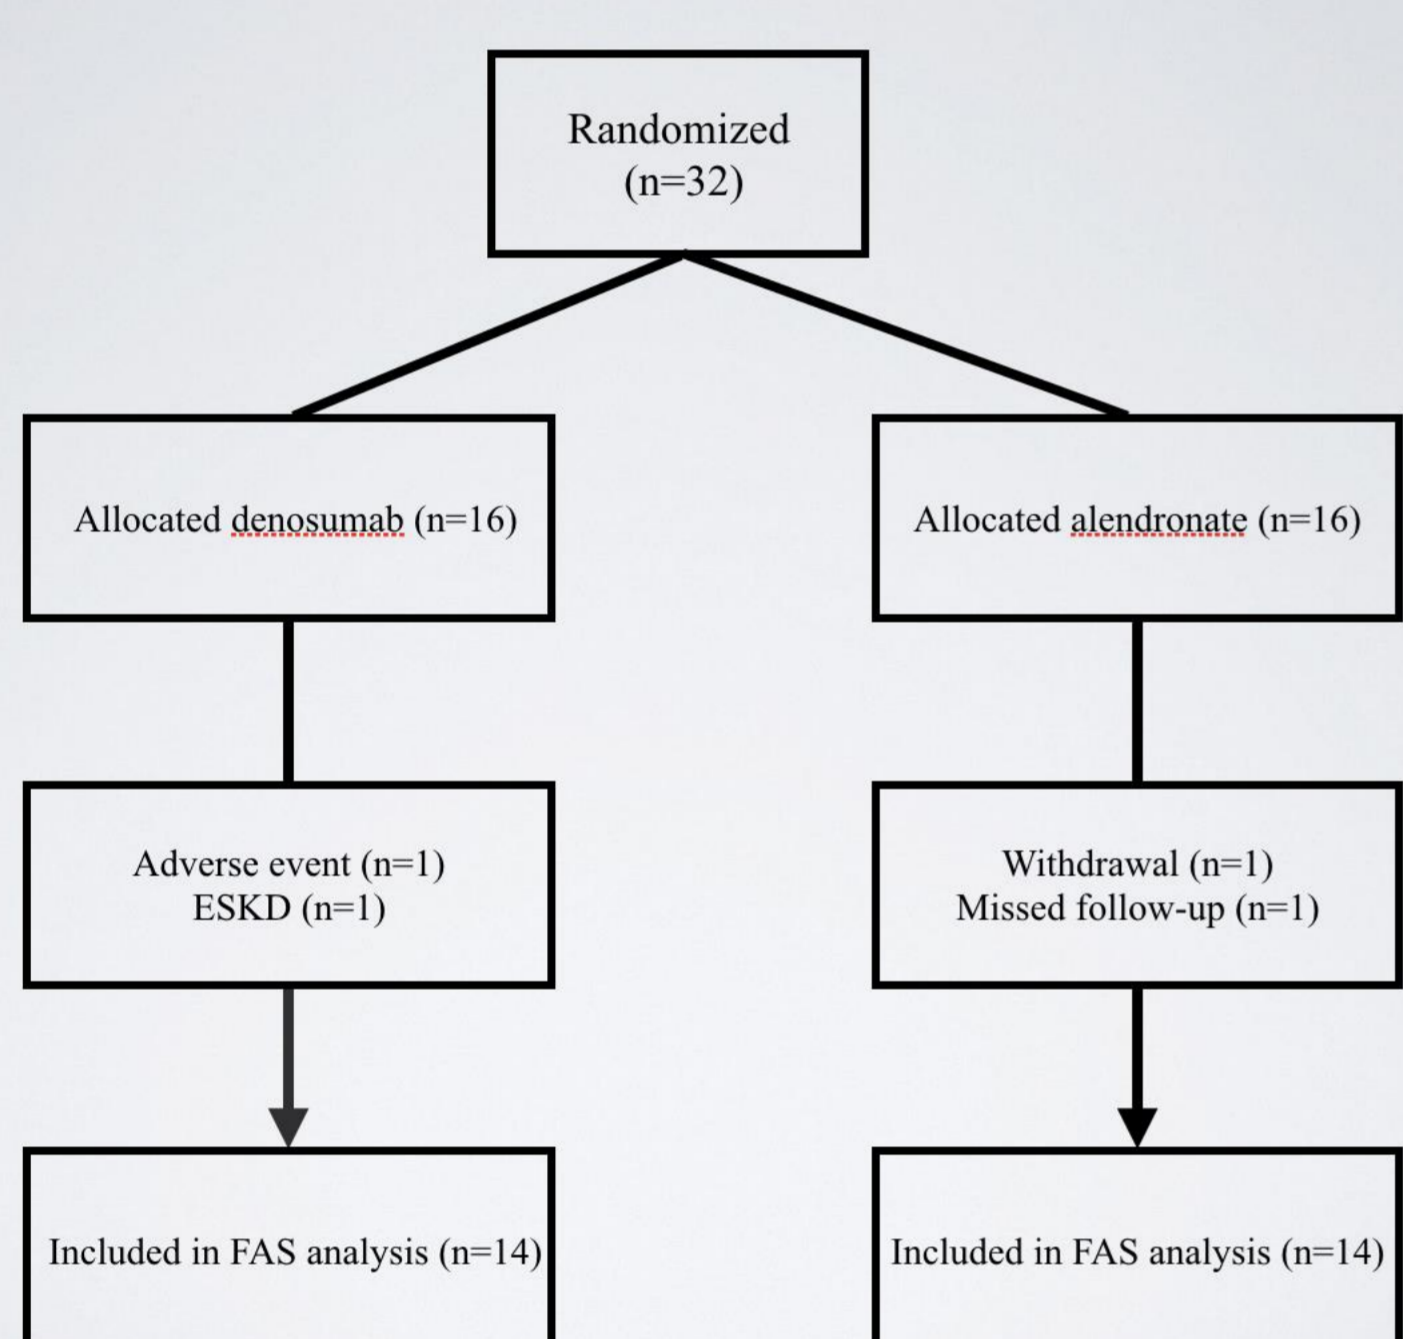 Randomized
(n=32)
Allocated denosumab (n=16)
Allocated alendronate (n=16)
Adverse event (n=1)
ESKD (n=1)
Withdrawal (n=1)
Missed follow-up (n=1)
Included in FAS analysis (n=14)
Included in FAS analysis (n=14)